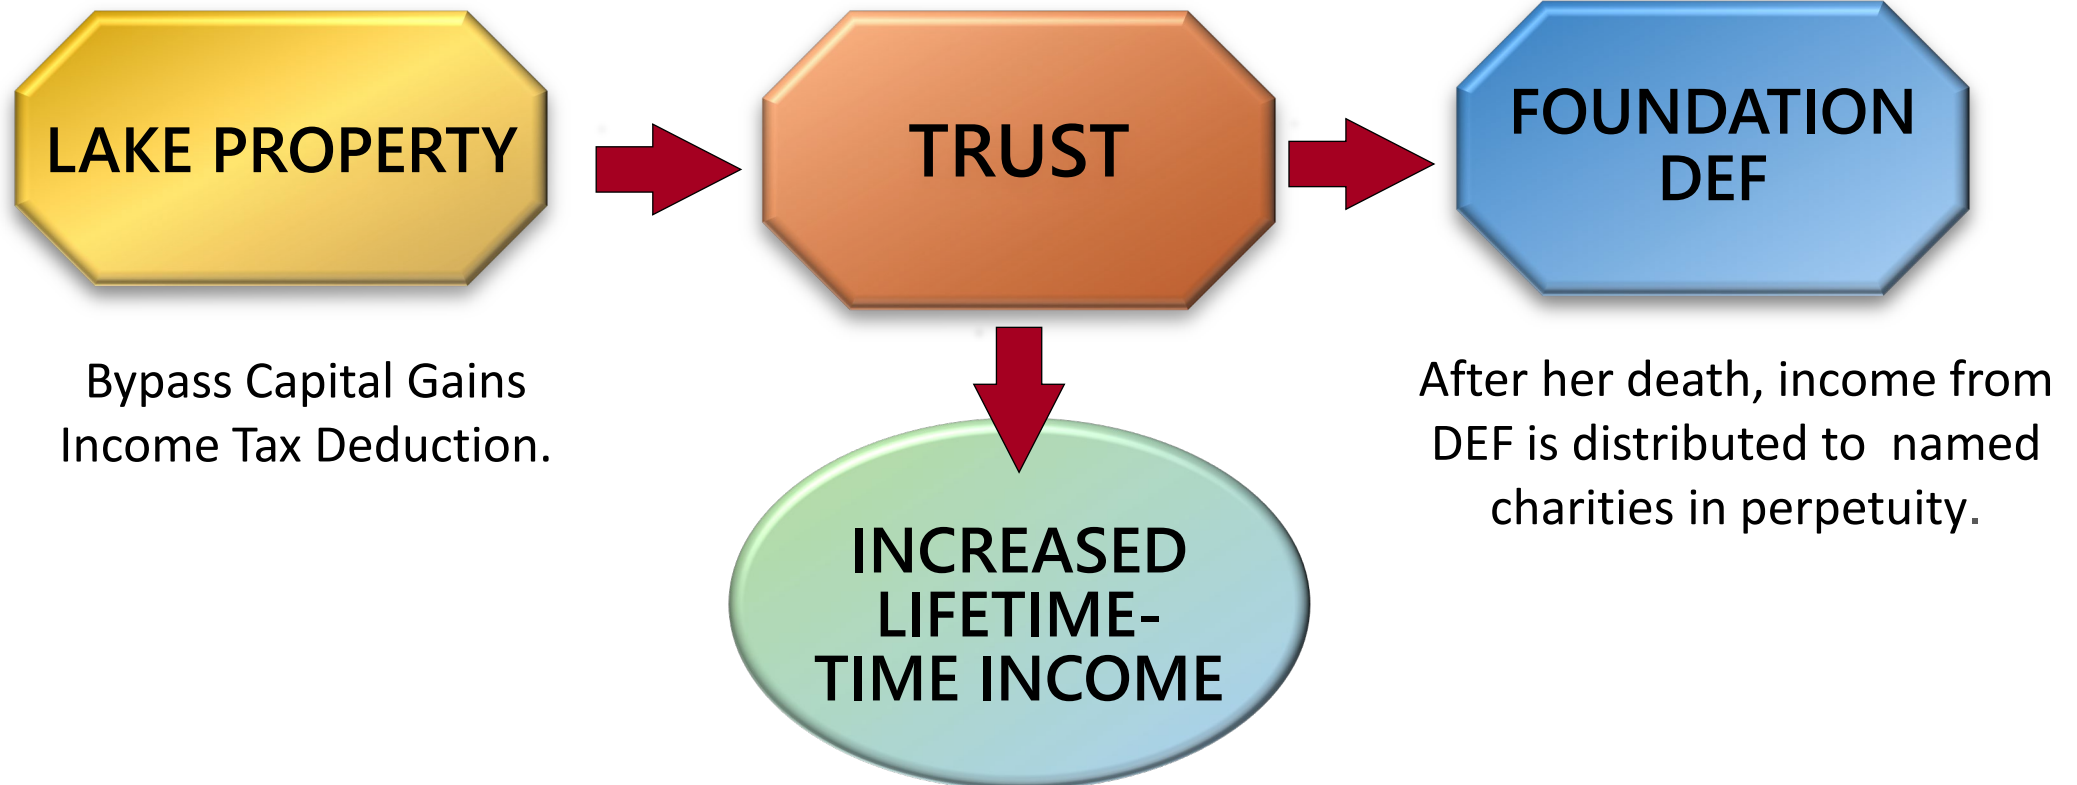 LAKE PROPERTY
TRUST
FOUNDATION
DEF
Bypass Capital Gains
Income Tax Deduction.
INCREASED
LIFETIME-
TIME INCOME
After her death, income from
DEF is distributed to  named
charities in perpetuity.